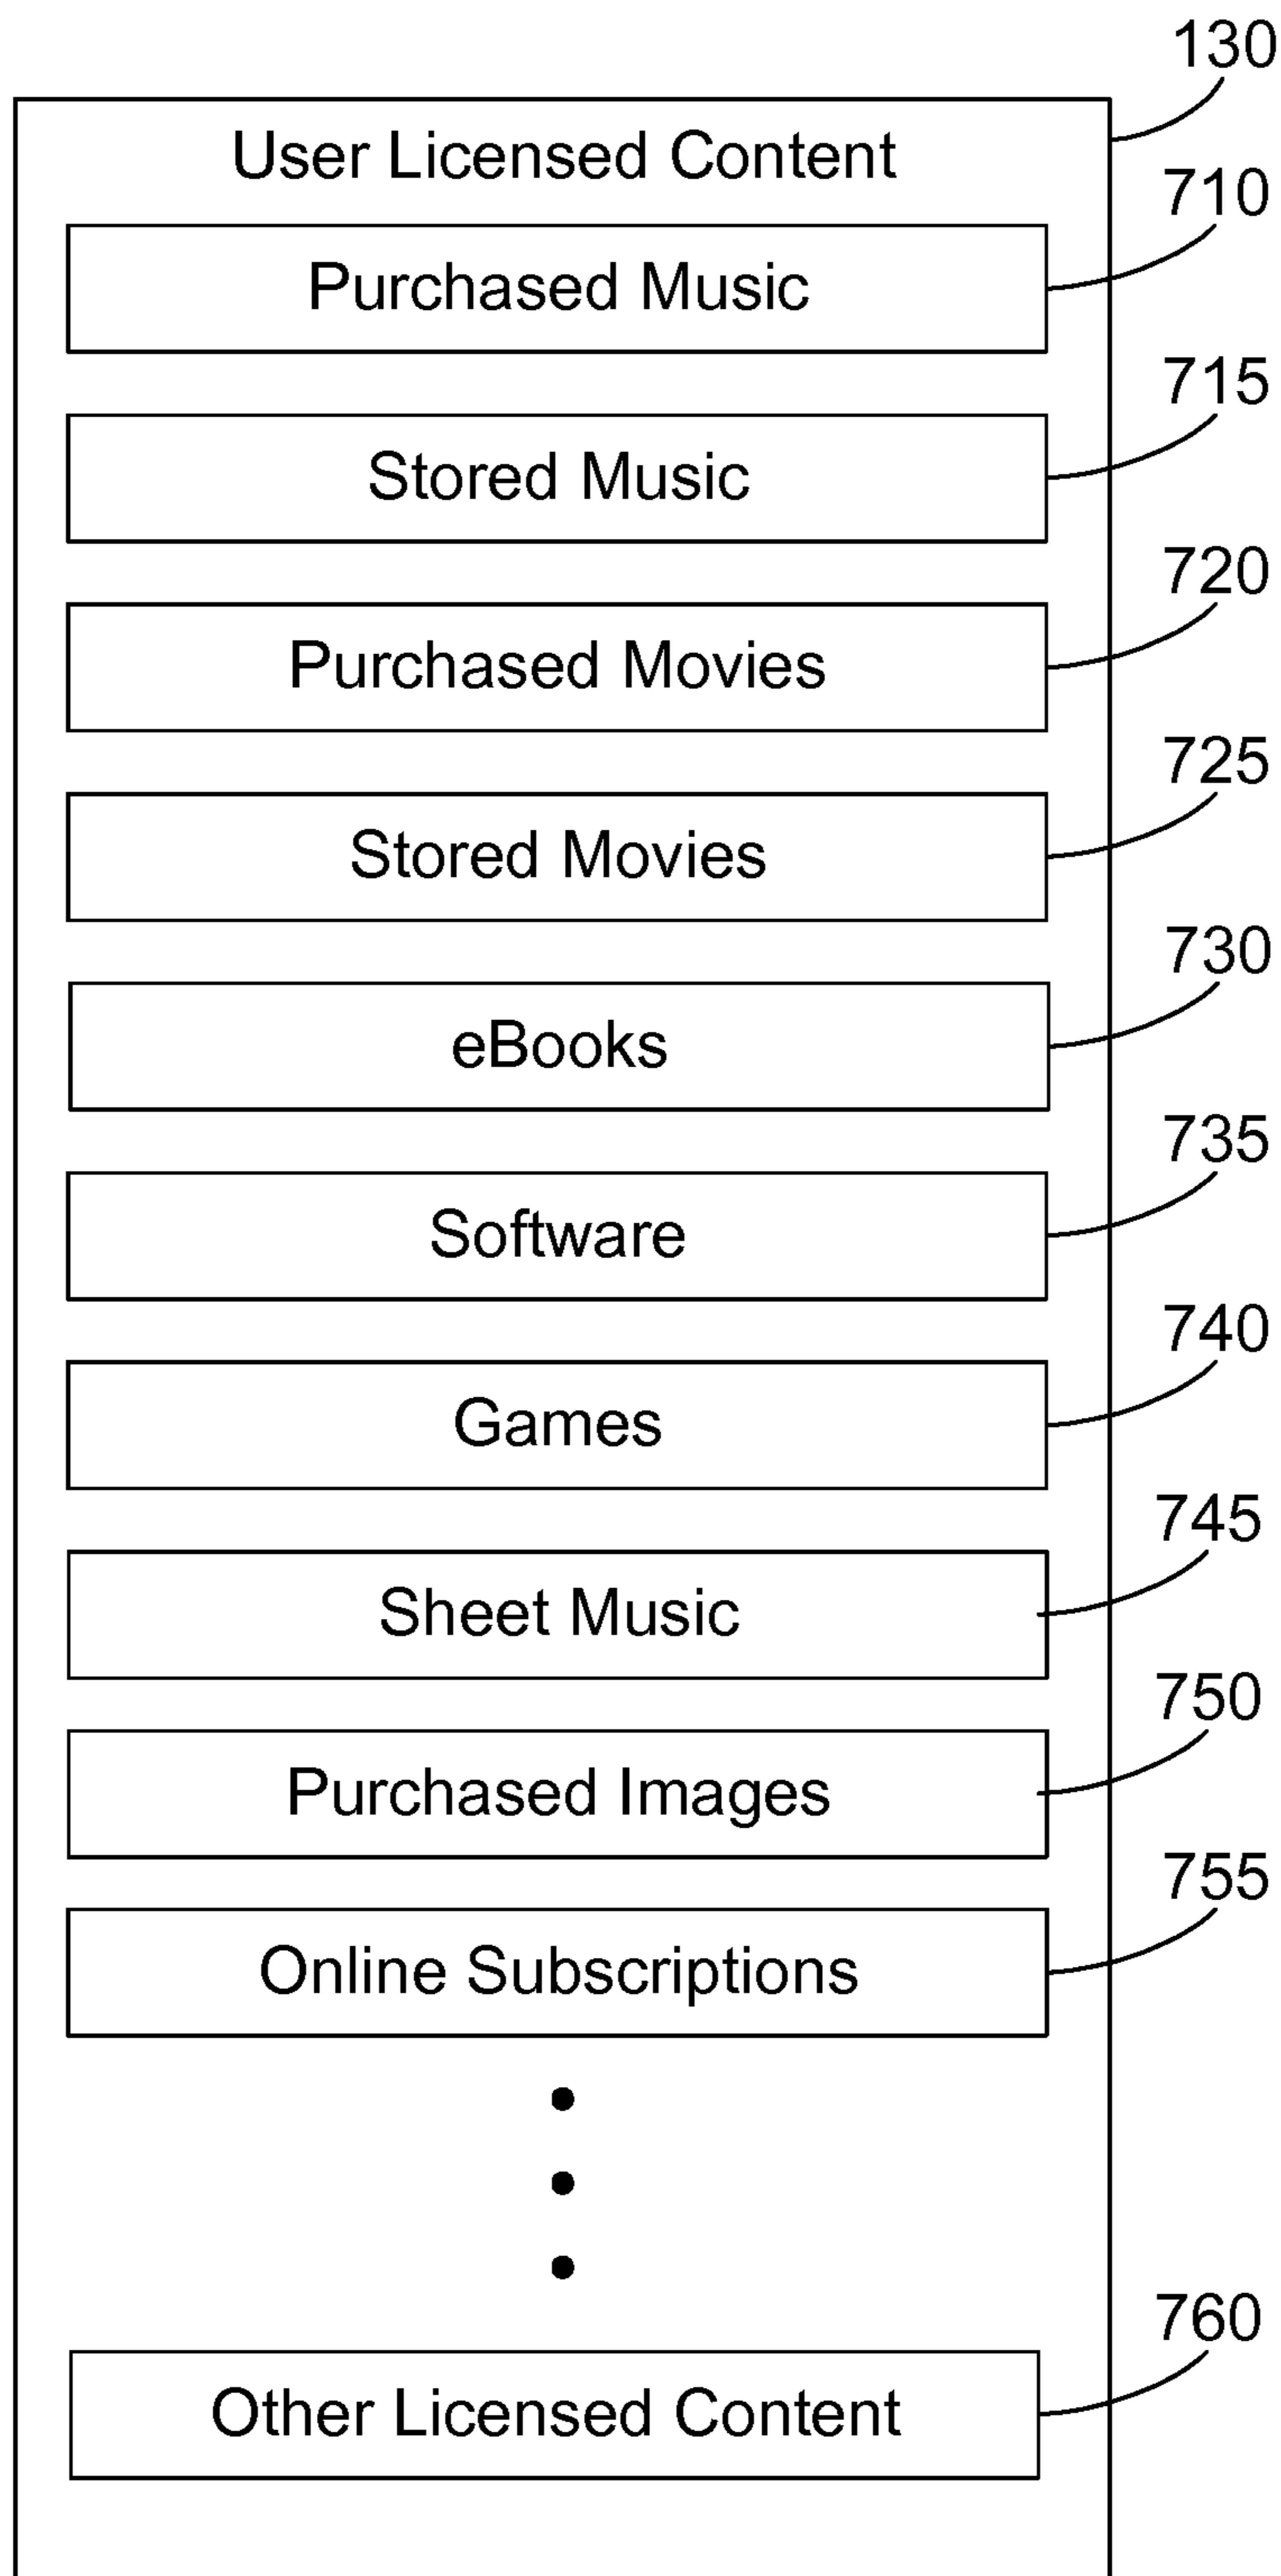 130
User Licensed Content
710
Purchased Music
715
Stored Music
720
Purchased Movies
725
Stored Movies
730
eBooks
735
Software
740
Games
745
Sheet Music
750
Purchased Images
755
Online Subscriptions
760
Other Licensed Content